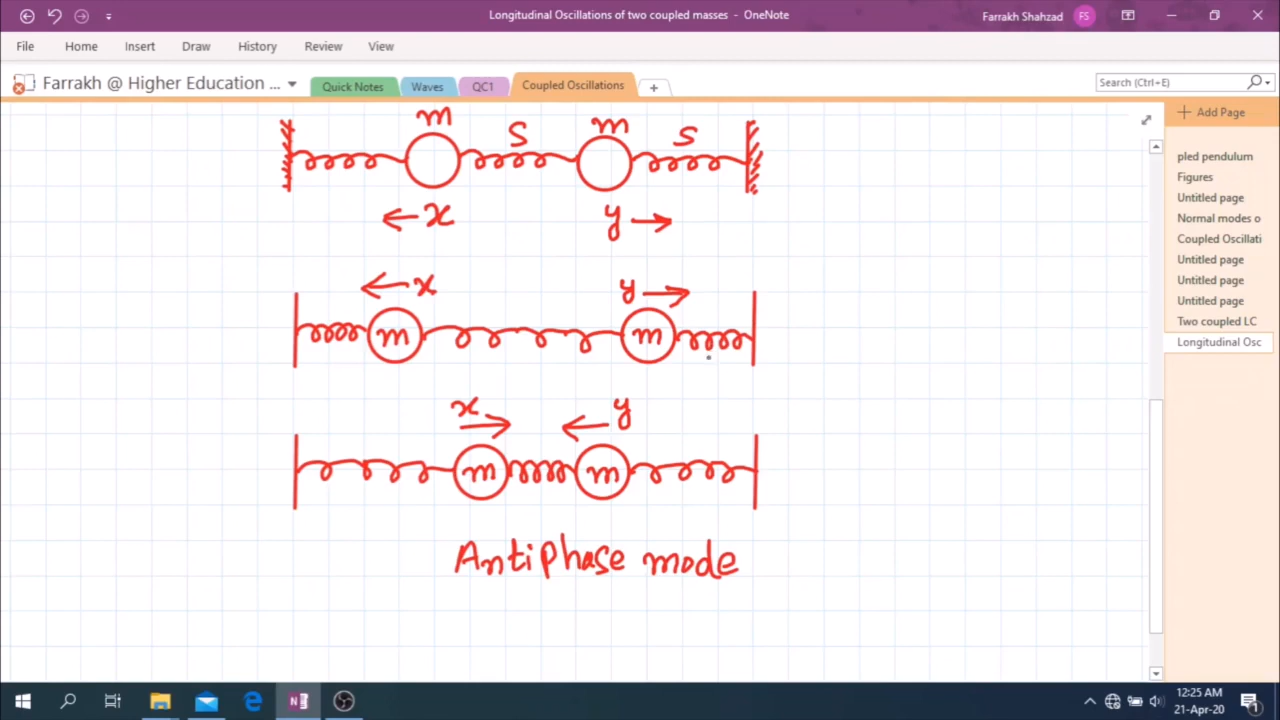 Longitudinal Oscillations of two coupled masses - OneNote
Farrakh Shahzad FS
File Home Insert Draw History Review View
Farrakh @ Higher Education ... Quick Notes Waves QC1 Coupled Oscillations + Search (Ctrl+E)
+ Add Page
pled pendulum
Figures
Untitled page
Normal modes o
Coupled Oscillati
Untitled page
Untitled page
Untitled page
Two coupled LC
Longitudinal Osc
m S m S
x y
x y
m m
x y
m m
Antiphase mode
12:25 AM
21-Apr-20
1